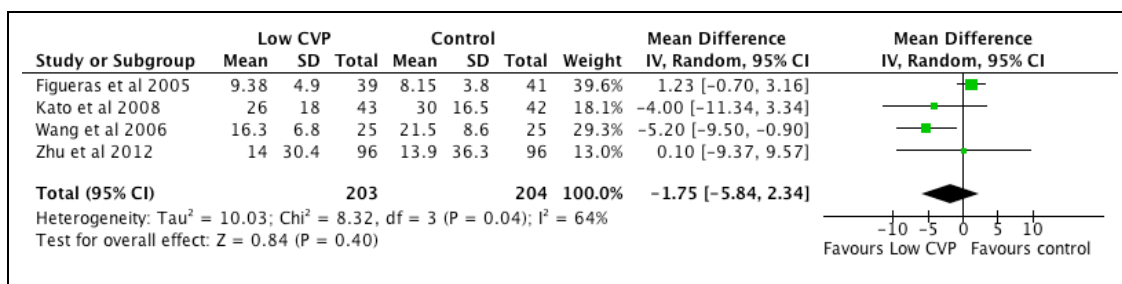 Low CVP Control Mean Difference Mean Difference
Study or Subgroup Mean SD Total Mean SD Total Weight IV, Random, 95% CI IV, Random, 95% CI
Figueras et al 2005 9.38 4.9 39 8.15 3.8 41 39.6% 1.23 [-0.70, 3.16]
Kato et al 2008 26 18 43 30 16.5 42 18.1% -4.00 [-11.34, 3.34]
Wang et al 2006 16.3 6.8 25 21.5 8.6 25 29.3% -5.20 [-9.50, -0.90]
Zhu et al 2012 14 30.4 96 13.9 36.3 96 13.0% 0.10 [-9.37, 9.57]
Total (95% CI) 203 204 100.0% -1.75 [-5.84, 2.34]
Heterogeneity: Tau² = 10.03; Chi² = 8.32, df = 3 (P = 0.04); I² = 64%
Test for overall effect: Z = 0.84 (P = 0.40)
-10 -5 0 5 10
Favours Low CVP Favours control